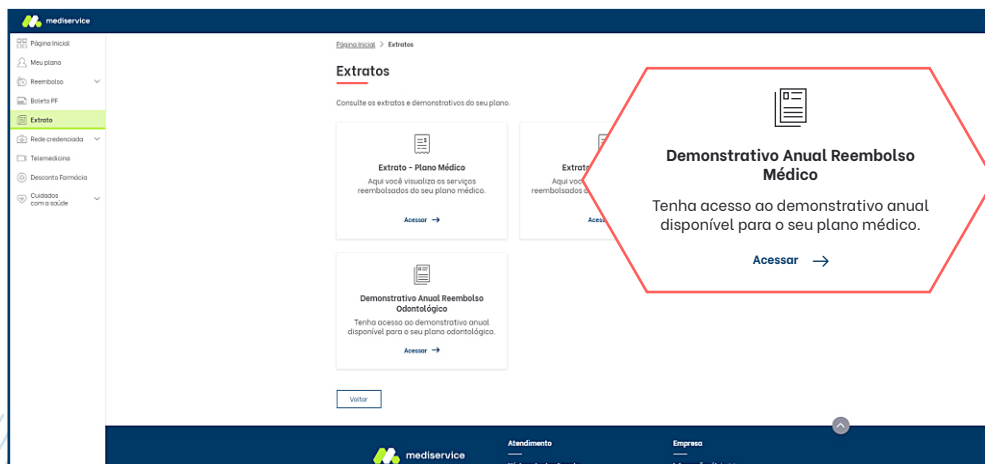 mediservice
Página Inicial
Meu plano
Reembolso
Boleto PF
Extrato
Rede credenciada
Telemedicina
Desconto Farmácia
Cuidados
com a saúde
Página Inicial > Extratos
Extratos
Consulte os extratos e demonstrativos do seu plano.
Extrato - Plano Médico
Aqui você visualiza os serviços
reembolsados do seu plano médico.
Acessar →
Demonstrativo Anual Reembolso
Médico
Tenha acesso ao demonstrativo anual
disponível para o seu plano médico.
Acessar →
Demonstrativo Anual Reembolso
Odontológico
Tenha acesso ao demonstrativo anual
disponível para o seu plano odontológico.
Acessar →
Voltar
mediservice
Atendimento
Empresa